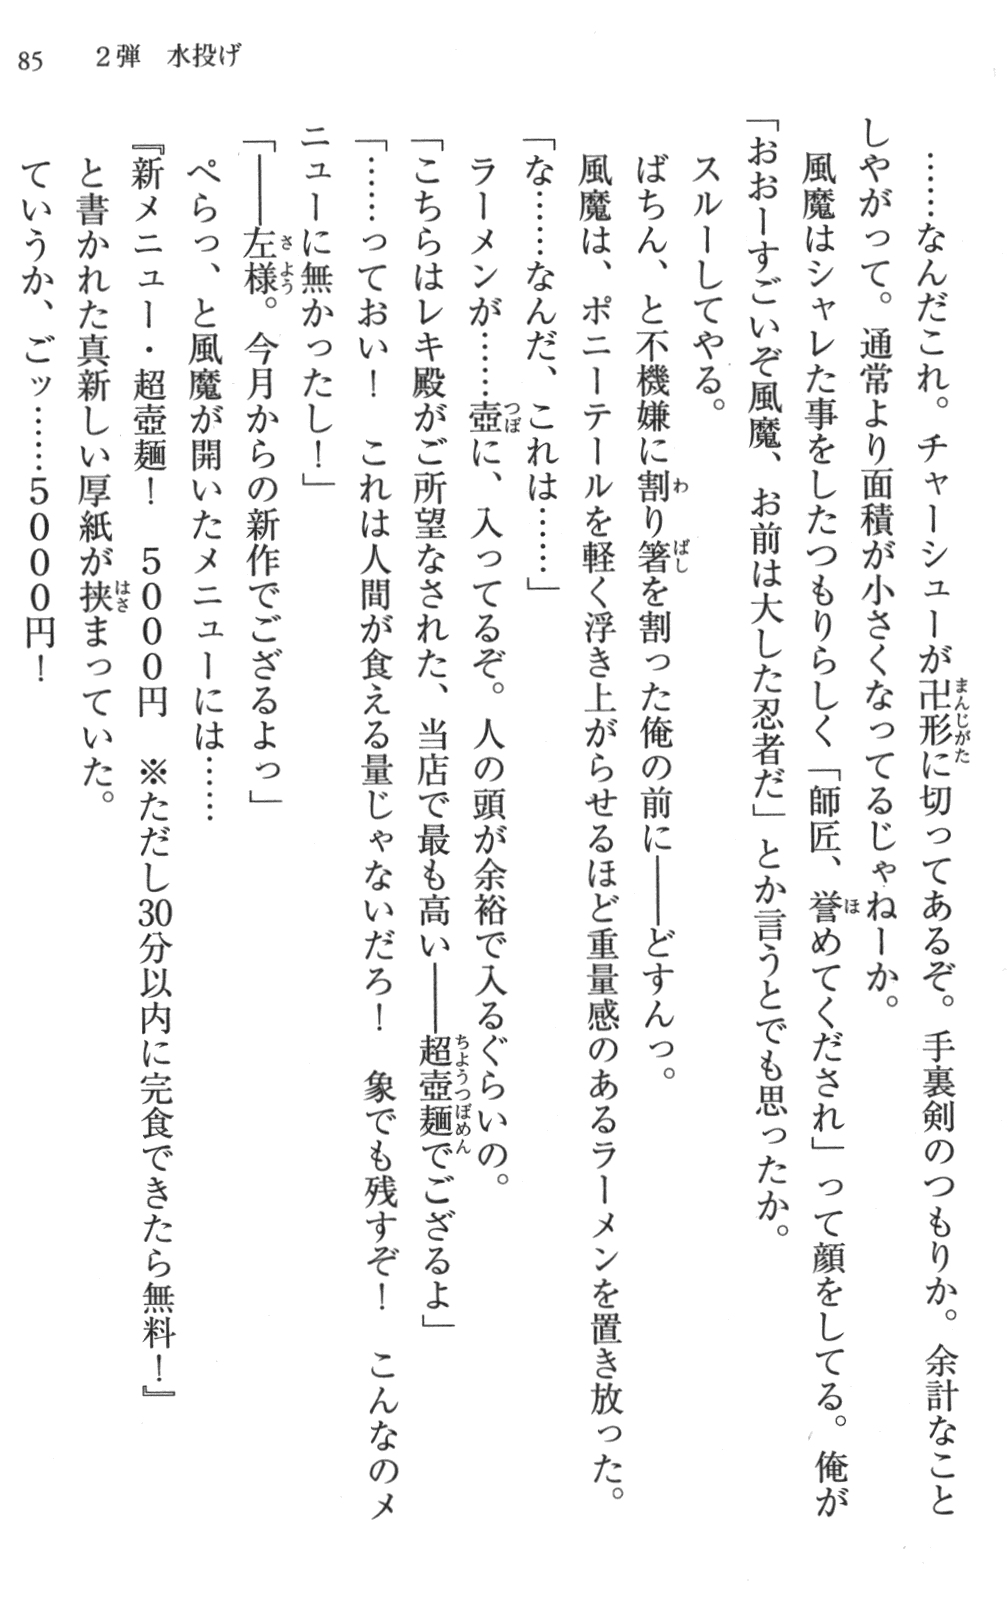 85　2弾　水投げ
……なんだこれ。チャーシューが卍形に切ってあるぞ。手裏剣のつもりか。余計なこと
しやがって。通常より面積が小さくなってるじゃねーか。
風魔はシャレた事をしたつもりらしく「師匠、誉めてくだされ」って顔をしてる。俺が
「おおーすごいぞ風魔、お前は大した忍者だ」とか言うとでも思ったか。
スルーしてやる。
ばちん、と不機嫌に割り箸を割った俺の前に――どすんっ。
風魔は、ポニーテールを軽く浮き上がらせるほど重量感のあるラーメンを置き放った。
「な……なんだ、これは……」
ラーメンが……壺に、入ってるぞ。人の頭が余裕で入るぐらいの。
「こちらはレキ殿がご所望なされた、当店で最も高い――超壺麺でござるよ」
「……っておい！　これは人間が食える量じゃないだろ！　象でも残すぞ！　こんなのメ
ニューに無かったし！」
「――左様。今月からの新作でござるよっ」
ぺらっ、と風魔が開いたメニューには……
『新メニュー・超壺麺！　5000円　※ただし30分以内に完食できたら無料！』
と書かれた真新しい厚紙が挟まっていた。
ていうか、ごッ……5000円！